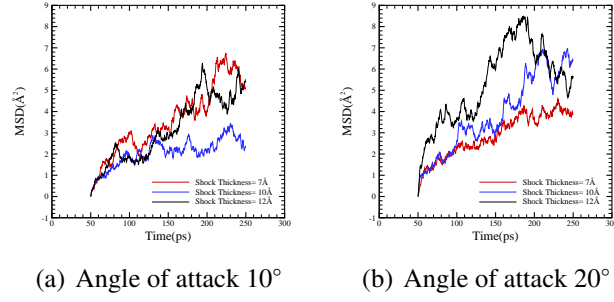 9
8
7
6
5
4
3
2
1
0
-1
MSD(Å²)
Shock Thickness= 7Å
Shock Thickness= 10Å
Shock Thickness= 12Å
0 50 100 150 200 250 300
Time(ps)
(a) Angle of attack 10°
9
8
7
6
5
4
3
2
1
0
-1
MSD(Å²)
Shock Thickness= 7Å
Shock Thickness= 10Å
Shock Thickness= 12Å
0 50 100 150 200 250 300
Time(ps)
(b) Angle of attack 20°